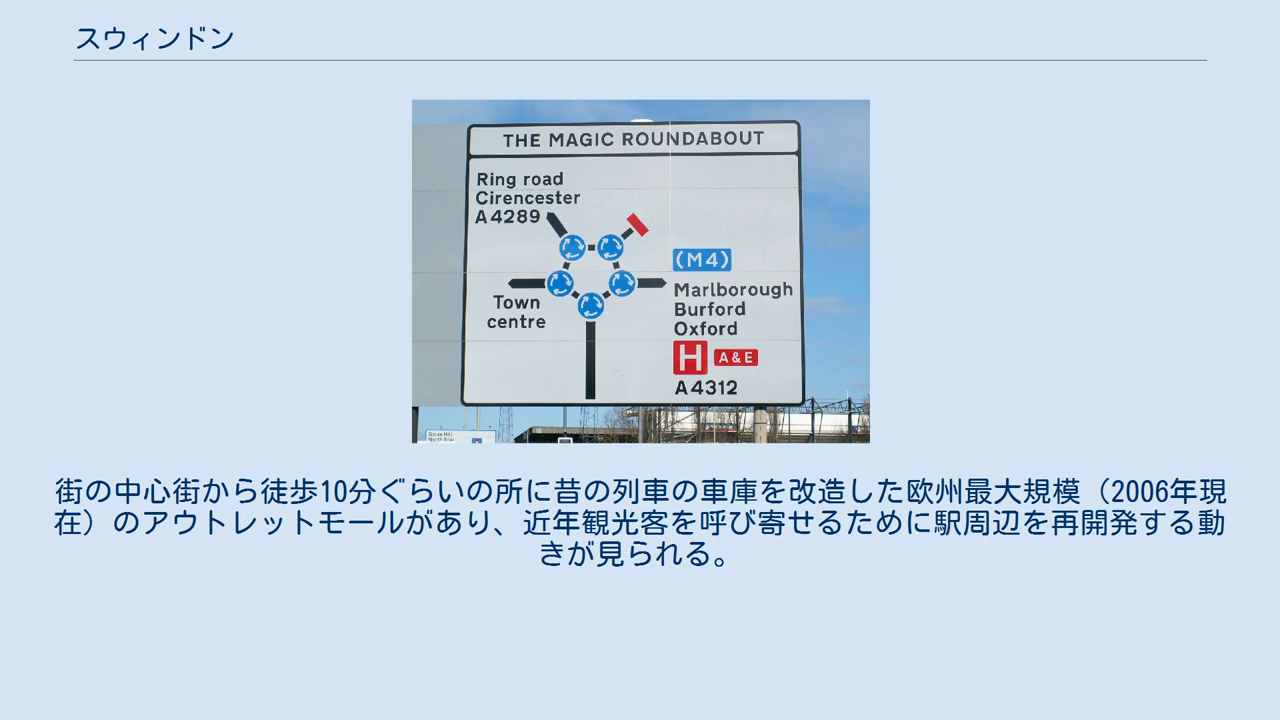 スウィンドン
THE MAGIC ROUNDABOUT
Ring road
Cirencester
A4289
(M4)
Town
centre
Marlborough
Burford
Oxford
H A&E
A4312
街の中心街から徒歩10分ぐらいの所に昔の列車の車庫を改造した欧州最大規模（2006年現
在）のアウトレットモールがあり、近年観光客を呼び寄せるために駅周辺を再開発する動
きが見られる。